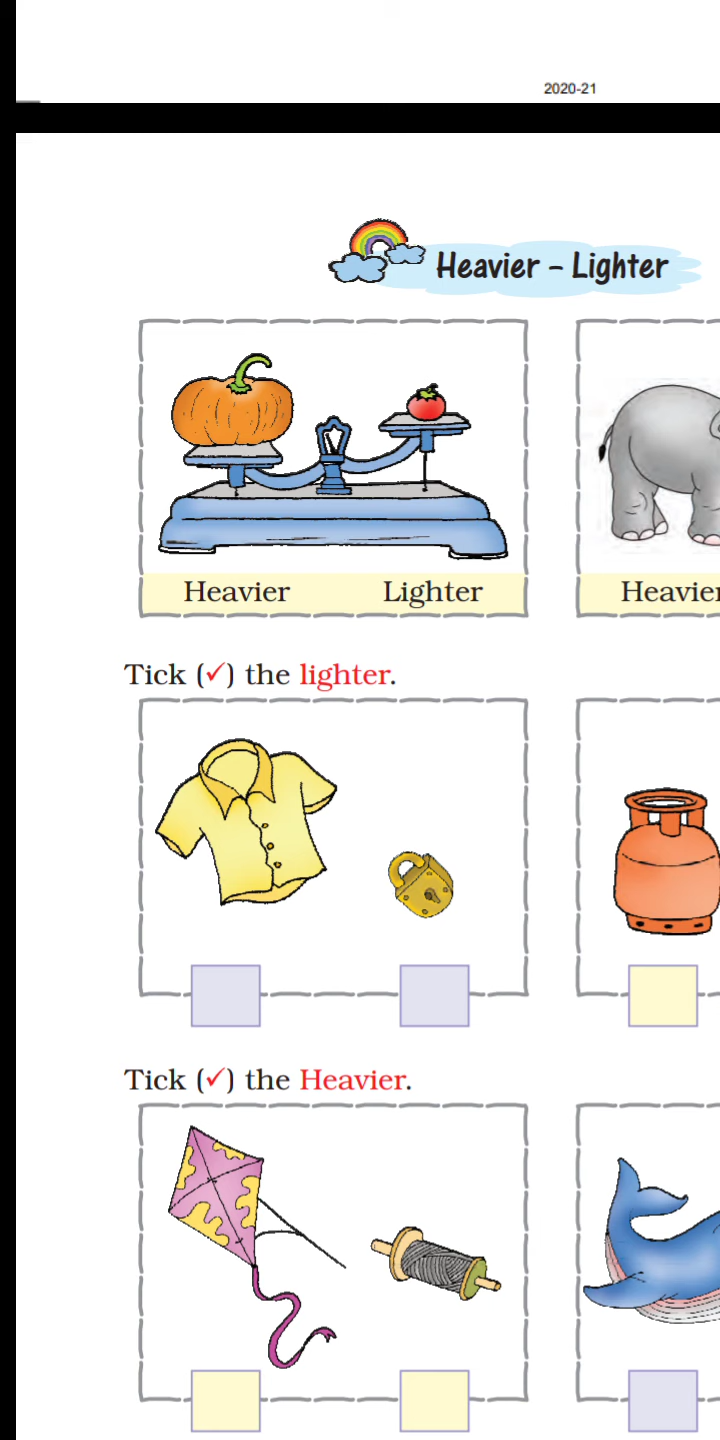 2020-21
Heavier – Lighter
Heavier Lighter
Heavier
Tick (✓) the lighter.
Tick (✓) the Heavier.